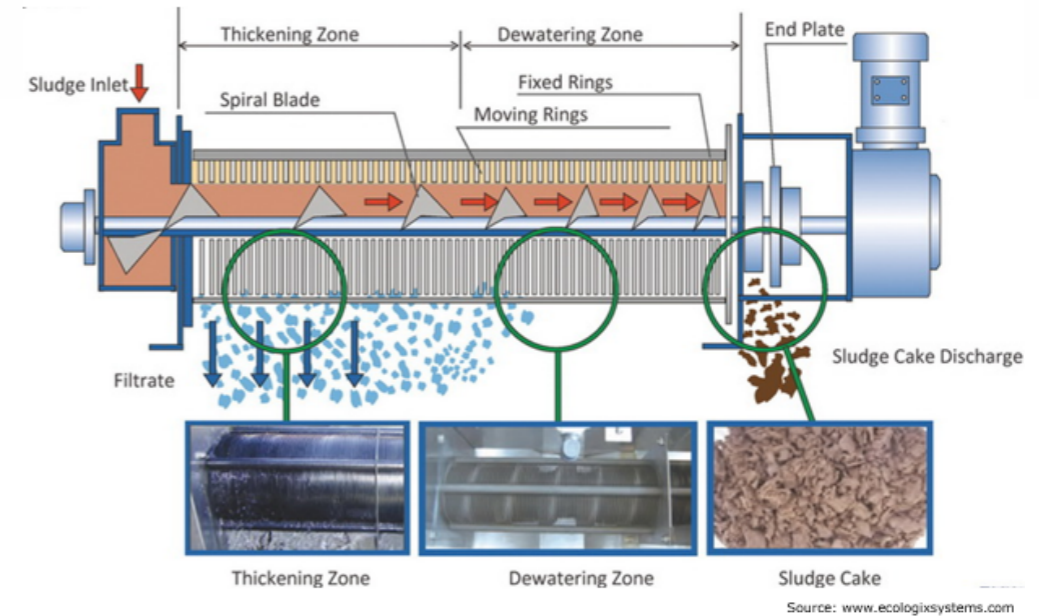 Thickening Zone
Dewatering Zone
End Plate
Sludge Inlet
Fixed Rings
Spiral Blade
Moving Rings
Sludge Cake Discharge
Filtrate
Thickening Zone
Dewatering Zone
Sludge Cake
Source: www.ecologixsystems.com